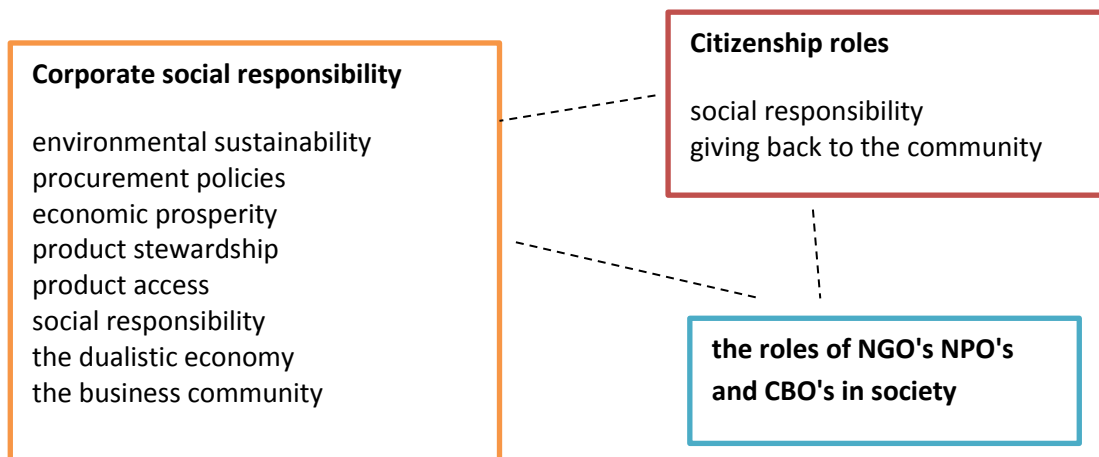 Corporate social responsibility
environmental sustainability
procurement policies
economic prosperity
product stewardship
product access
social responsibility
the dualistic economy
the business community
Citizenship roles
social responsibility
giving back to the community
the roles of NGO's NPO's
and CBO's in society